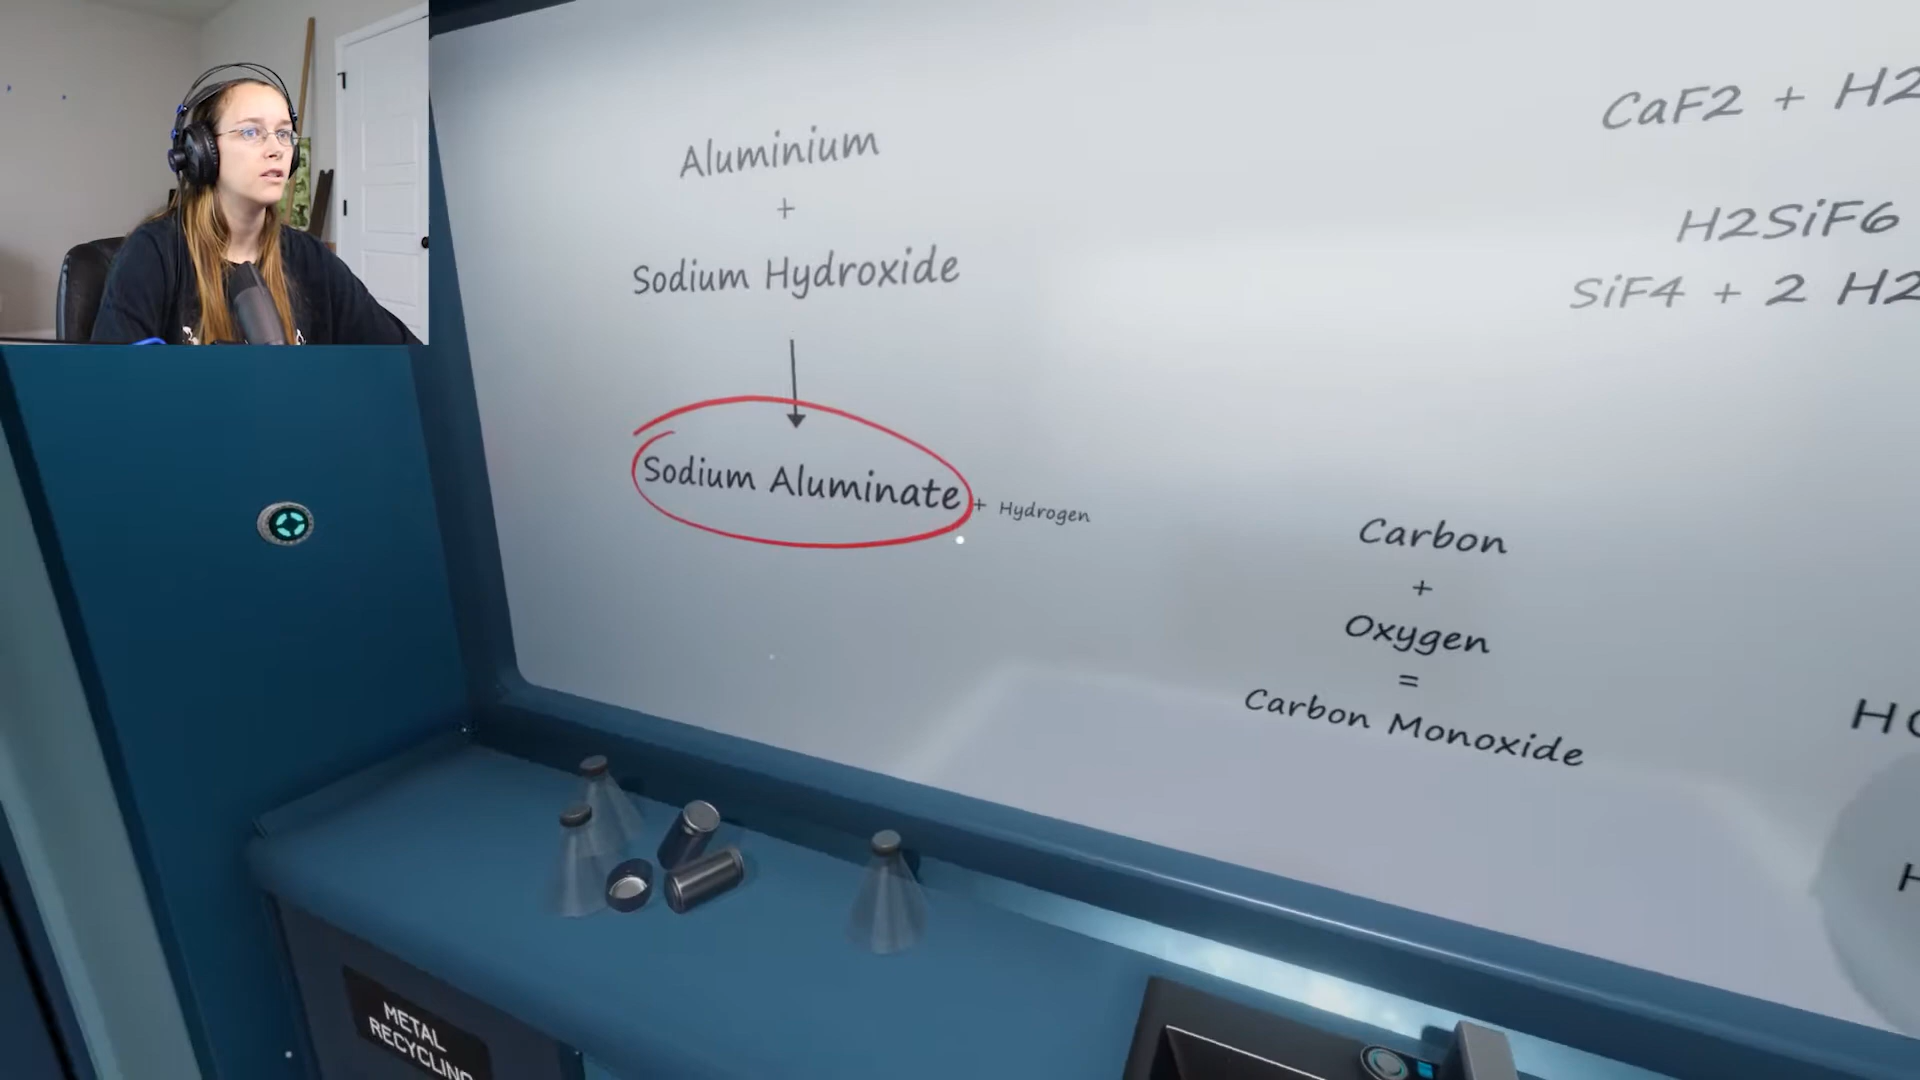 Aluminium
+
Sodium Hydroxide
Sodium Aluminate + Hydrogen
CaF2 + H2
H2SiF6
SiF4 + 2 H2
Carbon
+
Oxygen
=
Carbon Monoxide
METAL
RECYCLING